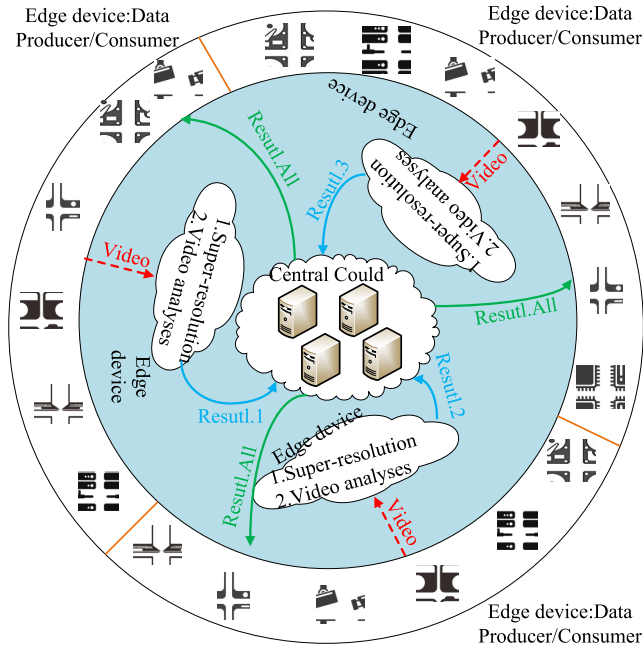 Edge device:Data
Producer/Consumer
Edge device:Data
Producer/Consumer
Edge device
Resutl.All
Resutl.3
Video
1.Super-resolution
2.Video analyses
Video
1.Super-resolution
2.Video analyses
Central Could
Resutl.All
Edge
device
Resutl.1
Resutl.2
Edge device
1.Super-resolution
2.Video analyses
Resutl.All
Video
Edge device:Data
Producer/Consumer